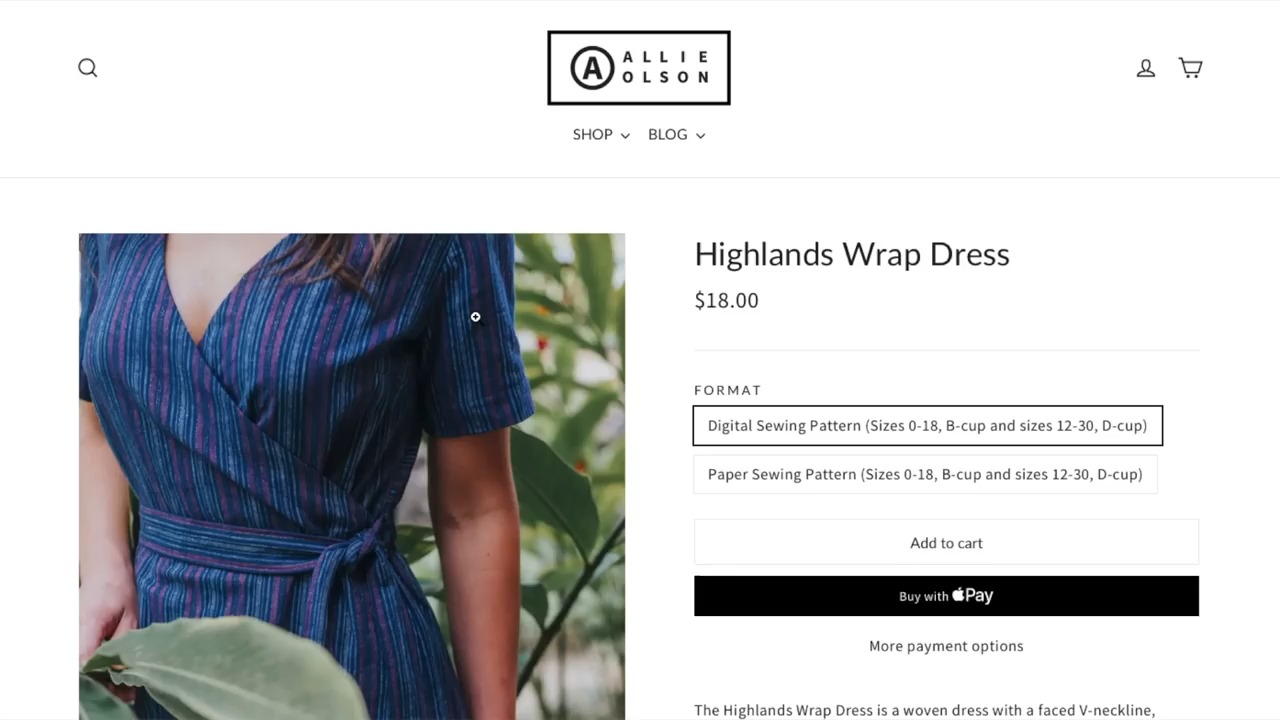 A ALLIE
OLSON
SHOP BLOG
Highlands Wrap Dress
$18.00
FORMAT
Digital Sewing Pattern (Sizes 0-18, B-cup and sizes 12-30, D-cup)
Paper Sewing Pattern (Sizes 0-18, B-cup and sizes 12-30, D-cup)
Add to cart
Buy with Pay
More payment options
The Highlands Wrap Dress is a woven dress with a faced V-neckline,